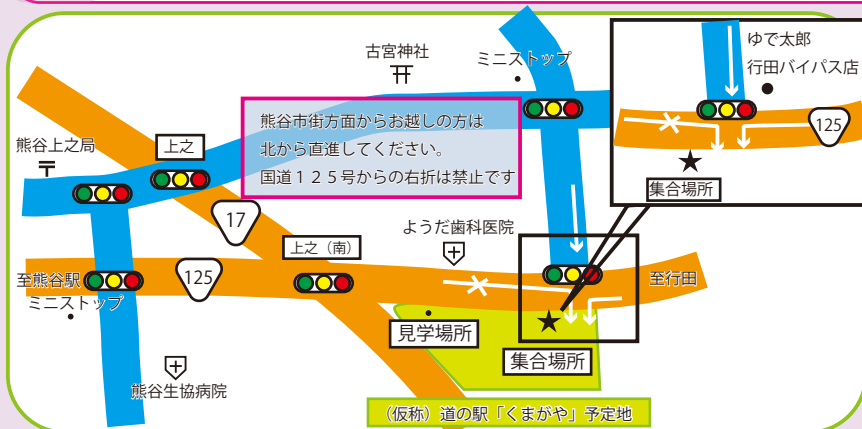 古宮神社
ミニストップ
ゆで太郎
行田バイパス店
125
集合場所
熊谷市街方面からお越しの方は
北から直進してください。
国道１２５号からの右折は禁止です
熊谷上之局
上之
17
ようだ歯科医院
上之（南）
至熊谷駅
125
至行田
ミニストップ
見学場所
集合場所
熊谷生協病院
（仮称）道の駅「くまがや」予定地